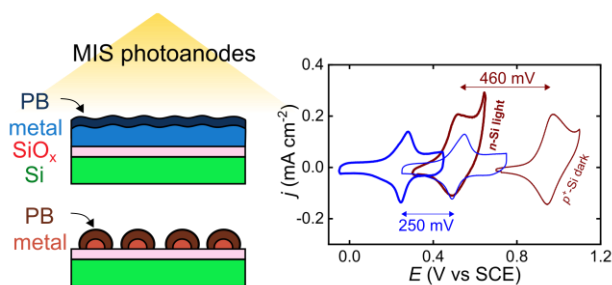 MIS photoanodes
PB
metal
SiOx
Si
PB
metal
0.4
0.2
0.0
-0.2
j (mA cm⁻²)
460 mV
n-Si light
p⁺-Si dark
250 mV
0.0 0.4 0.8 1.2
E (V vs SCE)